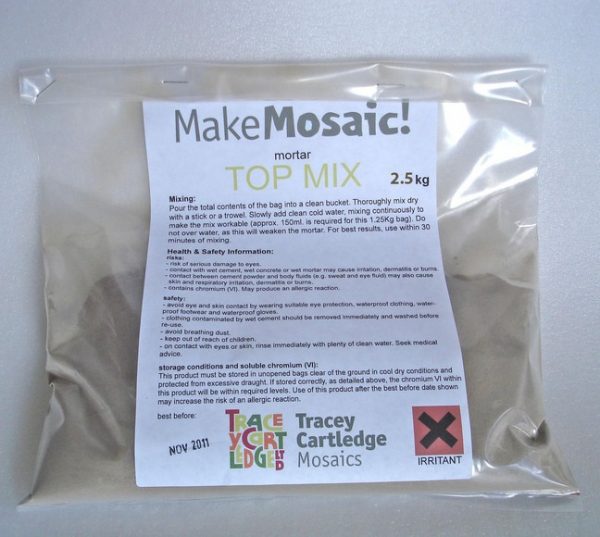 MakeMosaic!
mortar
TOP MIX 2.5kg
Mixing:
Pour the total contents of the bag into a clean bucket. Thoroughly mix dry
with a stick or a trowel. Slowly add clean cold water, mixing continuously to
make the mix workable (approx. 150ml. is required for this 1.25Kg bag). Do
not over water, as this will weaken the mortar. For best results, use within 30
minutes of mixing.
Health & Safety Information:
risks:
- risk of serious damage to eyes.
- contact with wet cement, wet concrete or wet mortar may cause irritation, dermatitis or burns.
- contact between cement powder and body fluids (e.g. sweat and eye fluid) may also cause
skin and respiratory irritation, dermatitis or burns.
- contains chromium (VI). May produce an allergic reaction.
safety:
- avoid eye and skin contact by wearing suitable eye protection, waterproof clothing, water-
proof footwear and waterproof gloves.
- clothing contaminated by wet cement should be removed immediately and washed before
re-use.
- avoid breathing dust.
- keep out of reach of children.
- on contact with eyes or skin, rinse immediately with plenty of clean water. Seek medical
advice.
storage conditions and soluble chromium (VI):
This product must be stored in unopened bags clear of the ground in cool dry conditions and
protected from excessive draught. If stored correctly, as detailed above, the chromium VI within
this product will be within required levels. Use of this product after the best before date shown
may increase the risk of an allergic reaction.
best before:
NOV 2011
TRACE
YCART
LEDGE LTD
Tracey
Cartledge
Mosaics
IRRITANT